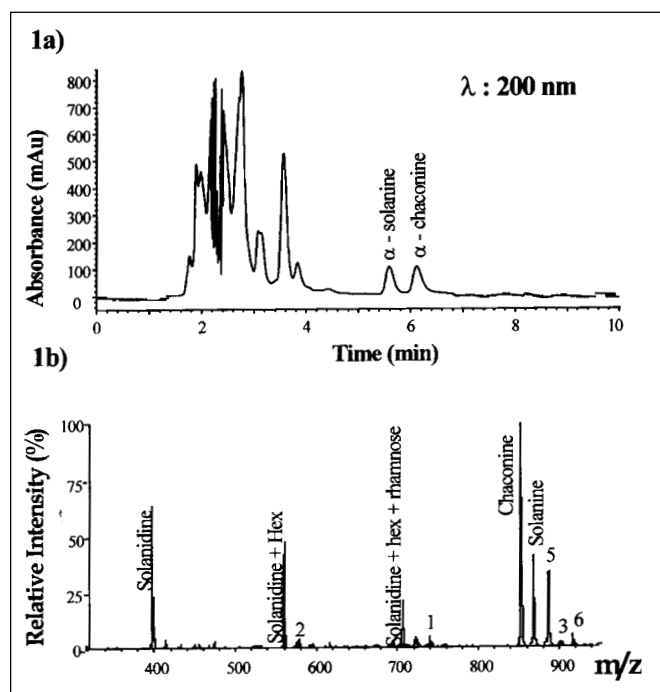 1a)
λ : 200 nm
Absorbance (mAu)
800
700
600
500
400
300
200
100
0
α - solanine
α - chaconine
0
2
4
6
8
10
Time (min)
1b)
Relative Intensity (%)
100
75
50
25
0
Solanidine
Solanidine + Hex
2
Solanidine + hex + rhamnose
1
Chaconine
Solanine
5
3
6
400
500
600
700
800
900
m/z